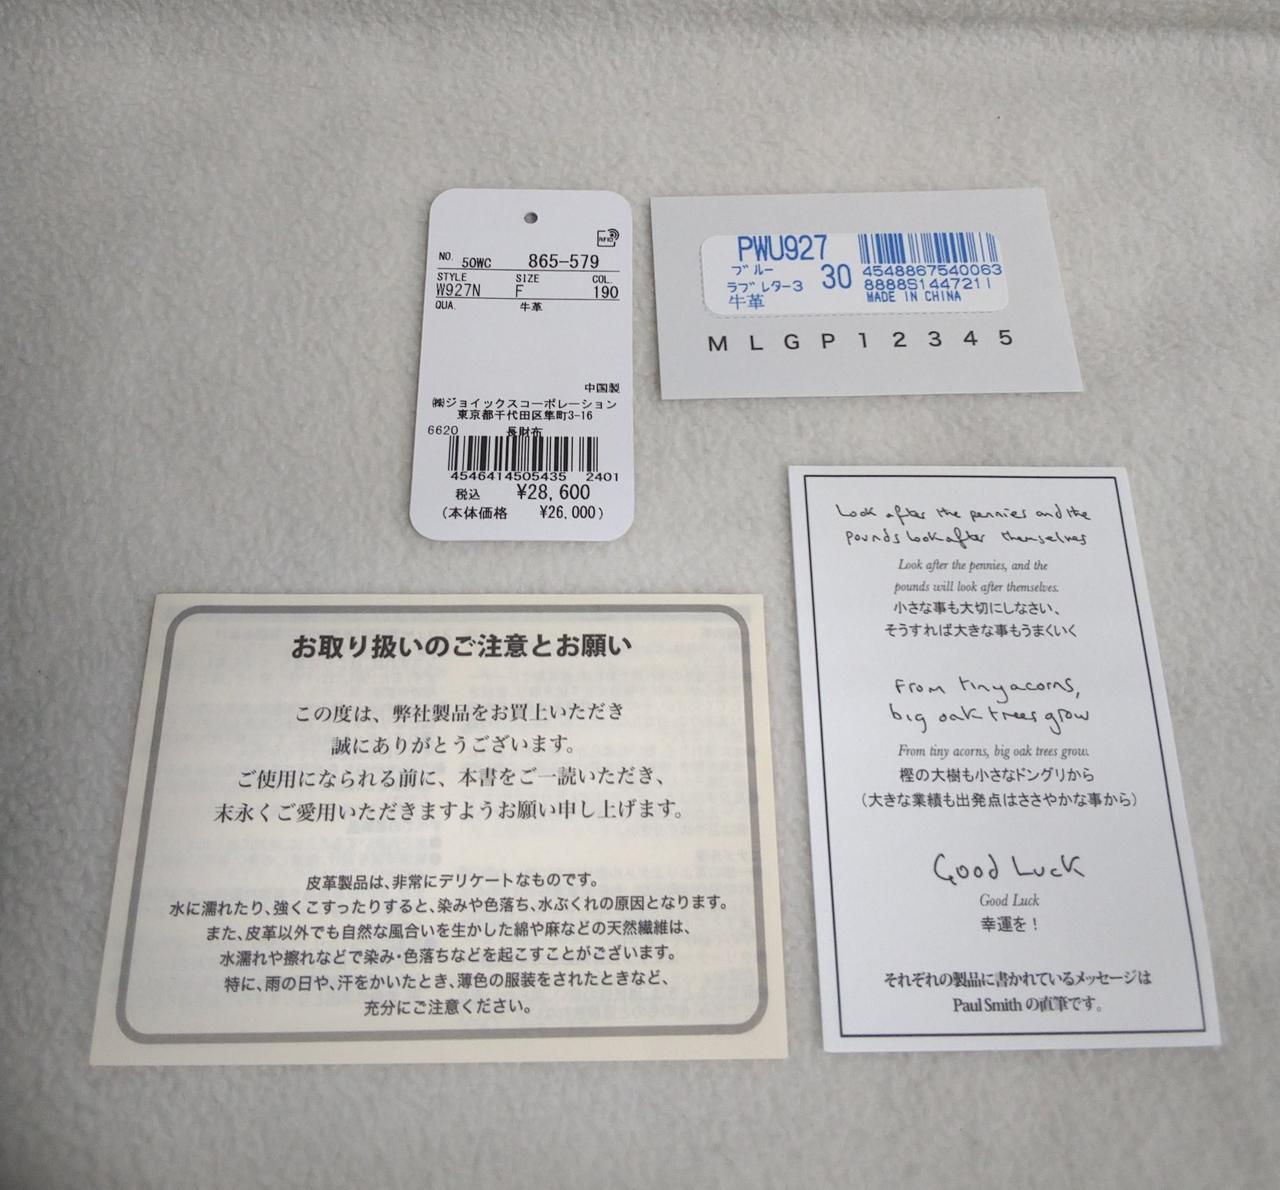 RFID
NO. 50WC 865-579
STYLE SIZE COL.
W927N F 190
QUA. 牛革
中国製
㈱ジョイックスコーポレーション
東京都千代田区隼町3-16
6620 長財布
4546414505435 2401
税込 ¥28,600
(本体価格 ¥26,000)
PWU927
ブルー 30
ラブレター3
牛革
4548867540063
8888S1447211
MADE IN CHINA
M L G P 1 2 3 4 5
Look after the pennies and the
pounds look after themselves
Look after the pennies, and the
pounds will look after themselves.
小さな事も大切にしなさい、
そうすれば大きな事もうまくいく
From tiny acorns,
big oak trees grow
From tiny acorns, big oak trees grow.
樫の大樹も小さなドングリから
(大きな業績も出発点はささやかな事から)
Good Luck
Good Luck
幸運を!
それぞれの製品に書かれているメッセージは
Paul Smith の直筆です。
お取り扱いのご注意とお願い
この度は、弊社製品をお買上いただき
誠にありがとうございます。
ご使用になられる前に、本書をご一読いただき、
末永くご愛用いただきますようお願い申し上げます。
皮革製品は、非常にデリケートなものです。
水に濡れたり、強くこすったりすると、染みや色落ち、水ぶくれの原因となります。
また、皮革以外でも自然な風合いを生かした綿や麻などの天然繊維は、
水濡れや擦れなどで染み・色落ちなどを起こすことがございます。
特に、雨の日や、汗をかいたとき、薄色の服装をされたときなど、
充分にご注意ください。